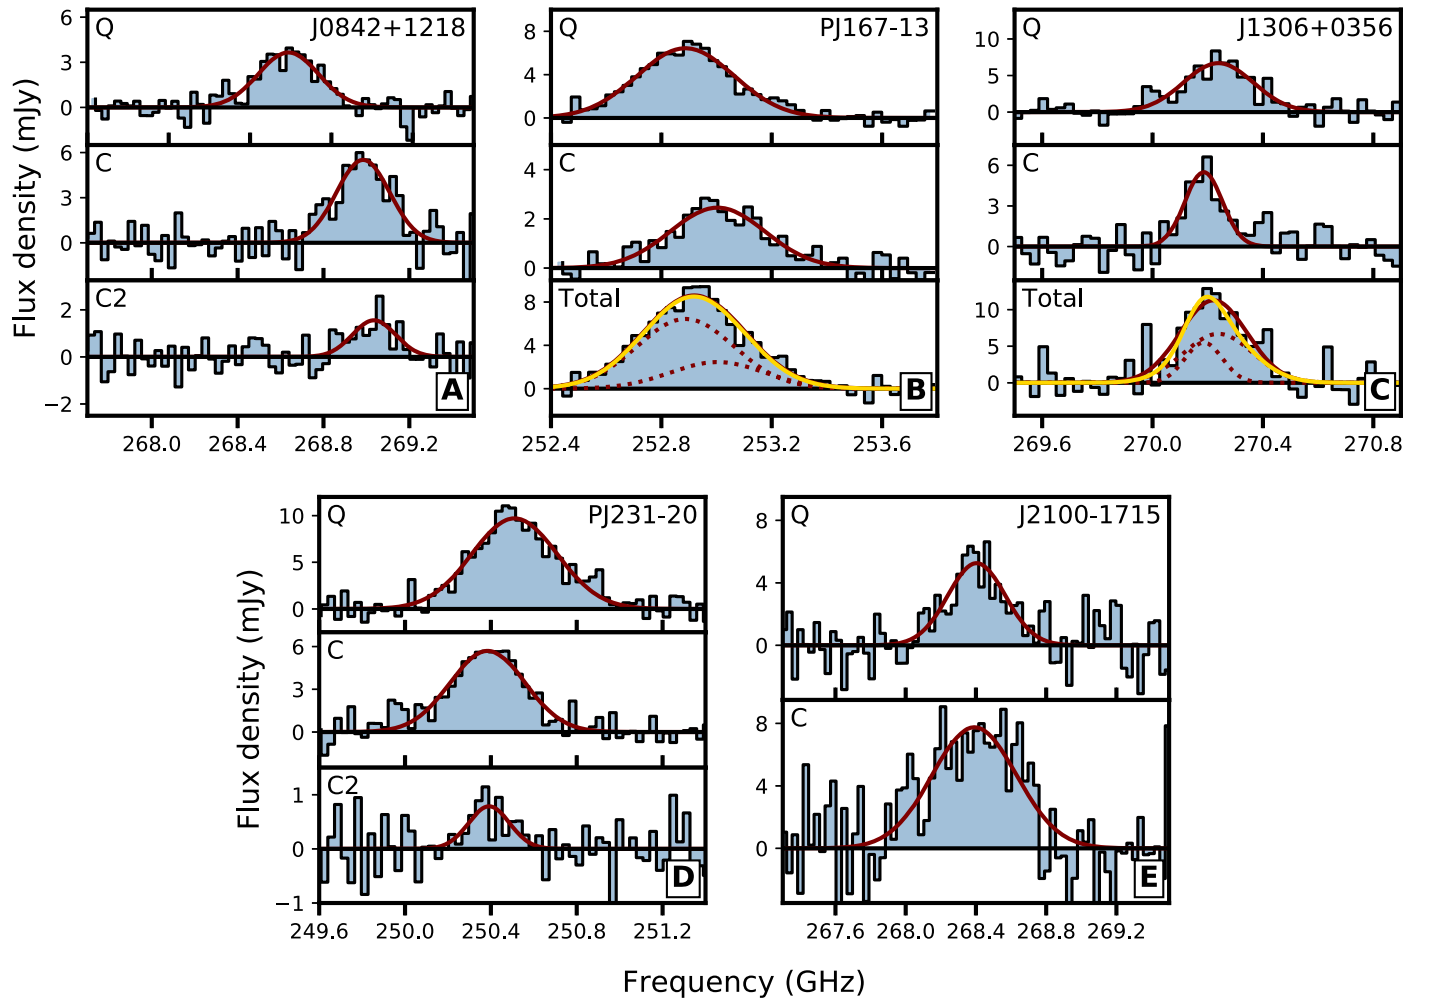 J0842+1218
Q
6
3
0
C
6
3
0
C2
2
0
−2
A
268.0 268.4 268.8 269.2
PJ167-13
Q
8
4
0
C
4
2
0
Total
8
4
0
B
252.4 252.8 253.2 253.6
J1306+0356
Q
10
5
0
C
6
3
0
Total
10
5
0
C
269.6 270.0 270.4 270.8
Flux density (mJy)
PJ231-20
Q
10
5
0
C
6
3
0
C2
1
0
−1
D
249.6 250.0 250.4 250.8 251.2
J2100-1715
Q
8
4
0
C
8
4
0
E
267.6 268.0 268.4 268.8 269.2
Flux density (mJy)
Frequency (GHz)